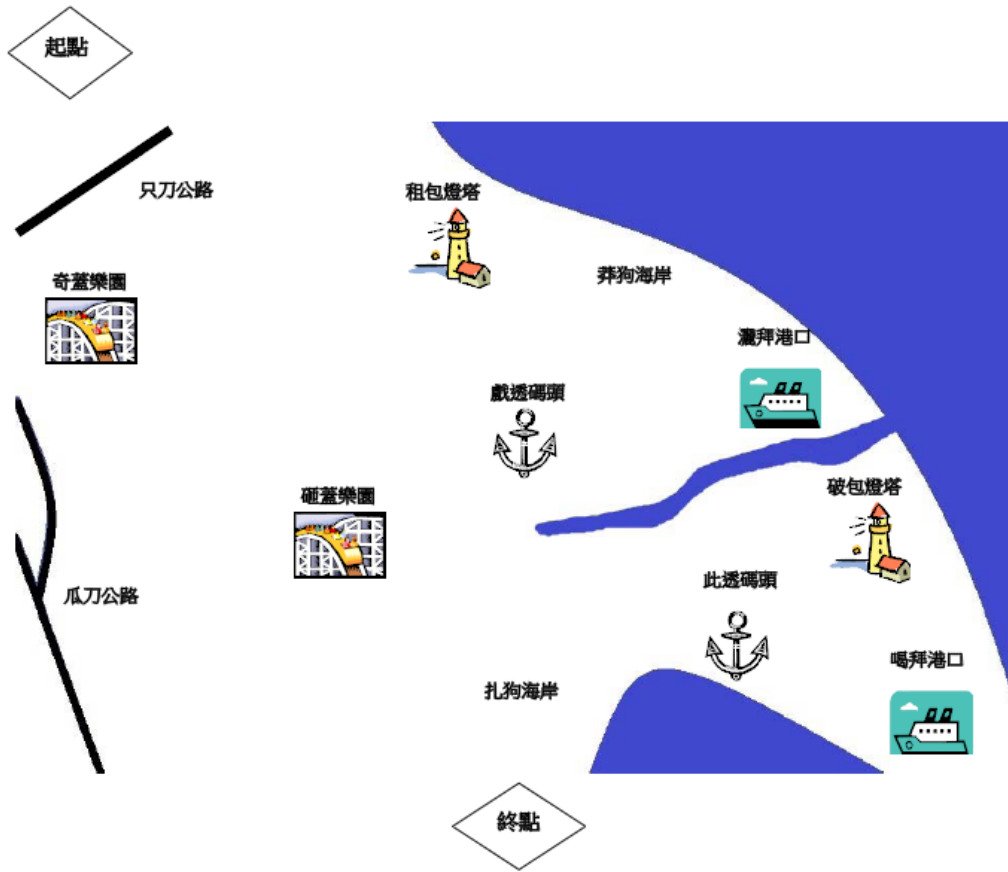 起點
只刀公路
租包燈塔
奇蓋樂園
莽狗海岸
灑拜港口
戲透碼頭
砸蓋樂園
破包燈塔
瓜刀公路
此透碼頭
喝拜港口
扎狗海岸
終點